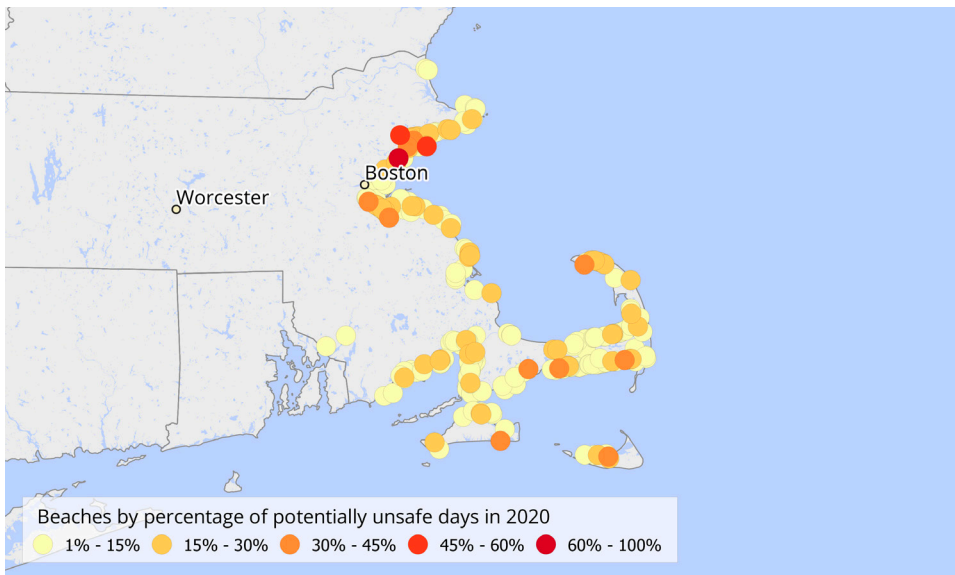 Boston
Worcester
Beaches by percentage of potentially unsafe days in 2020
1% - 15% 15% - 30% 30% - 45% 45% - 60% 60% - 100%